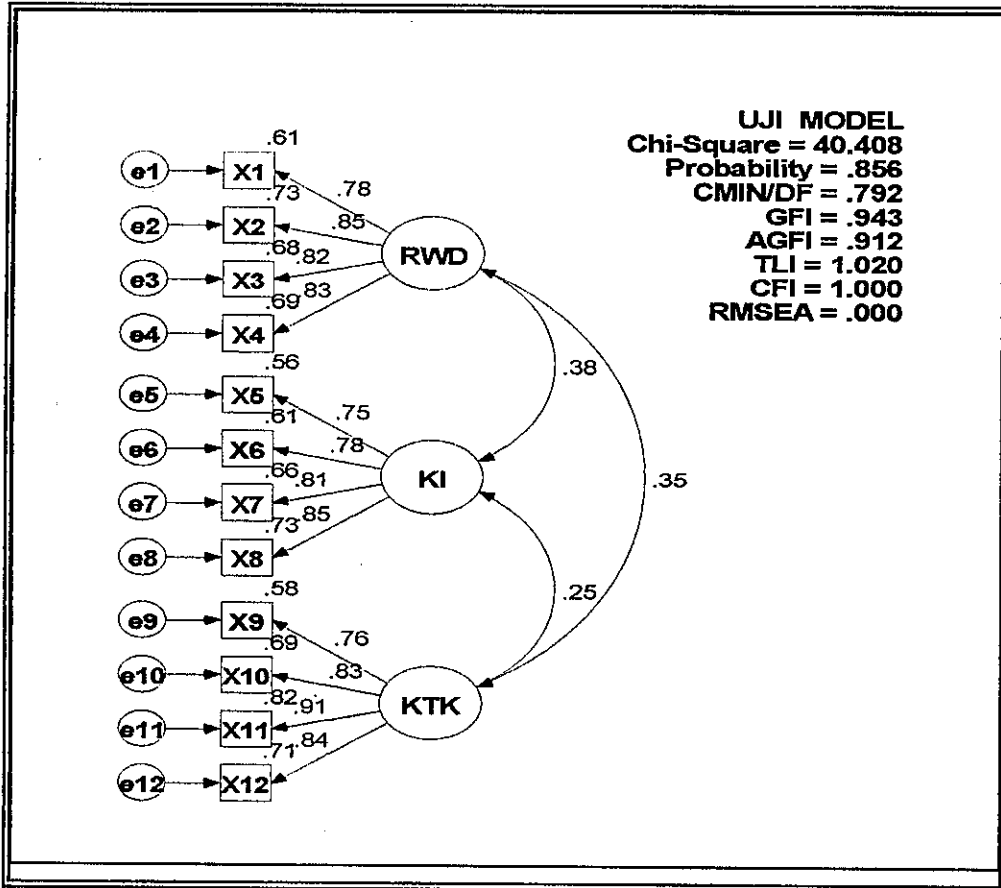 UJI MODEL
Chi-Square = 40.408
Probability = .856
CMIN/DF = .792
GFI = .943
AGFI = .912
TLI = 1.020
CFI = 1.000
RMSEA = .000
.61
e1 X1 .78
.73
e2 X2 .85
RWD
.68 .82
e3 X3
.69 .83
e4 X4
.38
.56
e5 X5 .75
.61
e6 X6 .78
KI
.66 .81
e7 X7
.73 .85
e8 X8
.35
.58
.25
e9 X9 .76
.69
e10 X10 .83
KTK
.82 .91
e11 X11
.71 .84
e12 X12